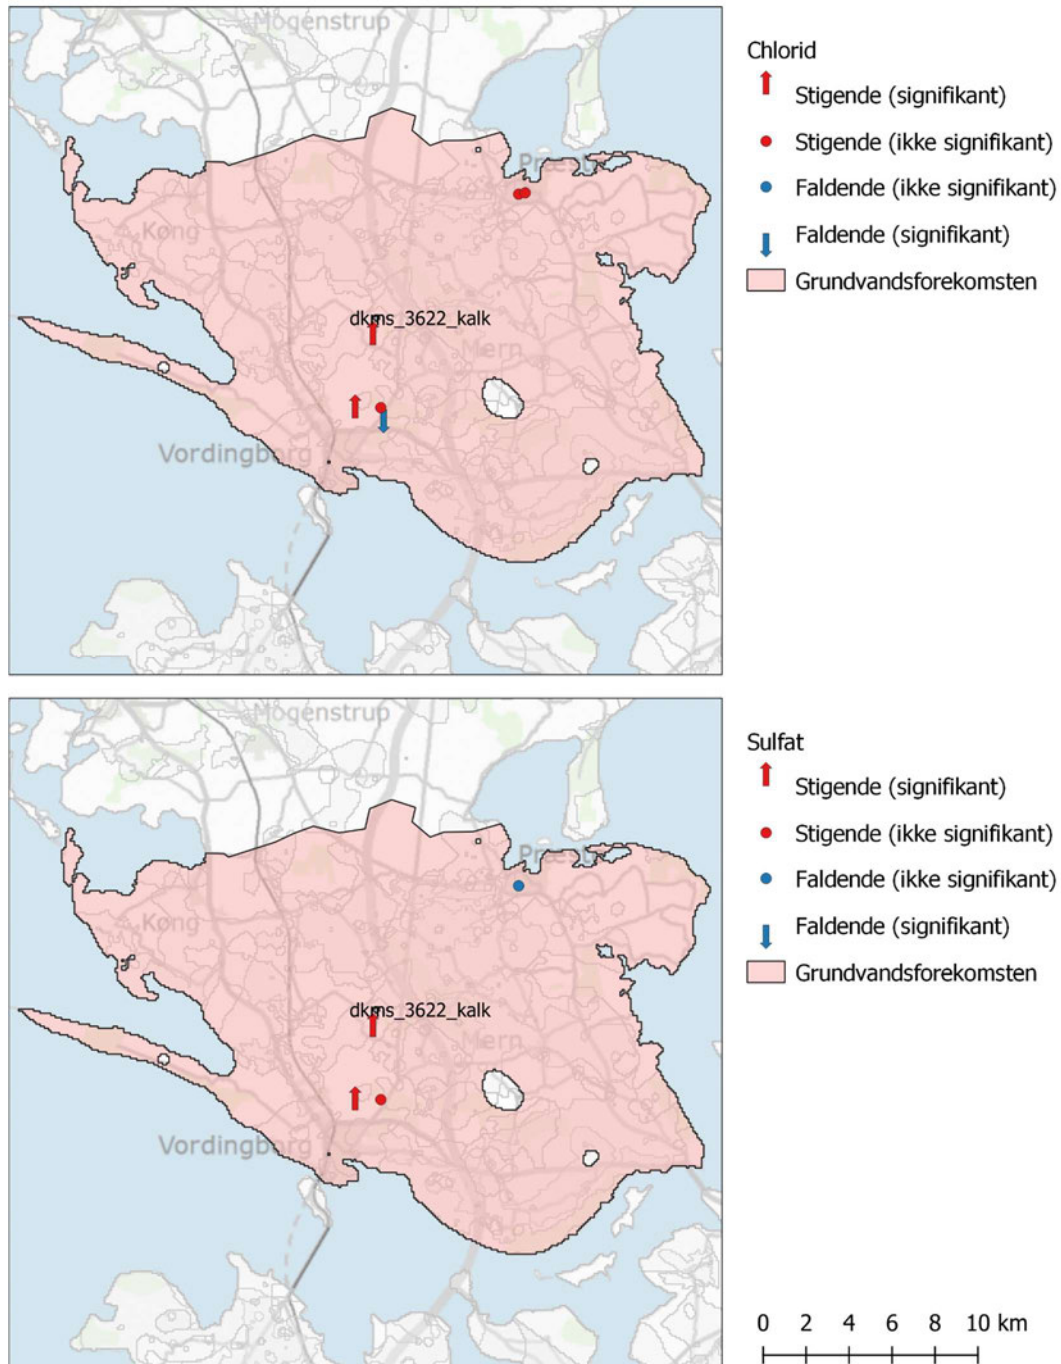 Mogenstrup
Chlorid
Stigende (signifikant)
Stigende (ikke signifikant)
Faldende (ikke signifikant)
Faldende (signifikant)
Grundvandsforekomsten
Præstø
Kong
dkms_3622_kalk
Mern
Vordingborg
Mogenstrup
Sulfat
Stigende (signifikant)
Stigende (ikke signifikant)
Faldende (ikke signifikant)
Faldende (signifikant)
Grundvandsforekomsten
Præstø
Kong
dkms_3622_kalk
Mern
Vordingborg
0 2 4 6 8 10 km